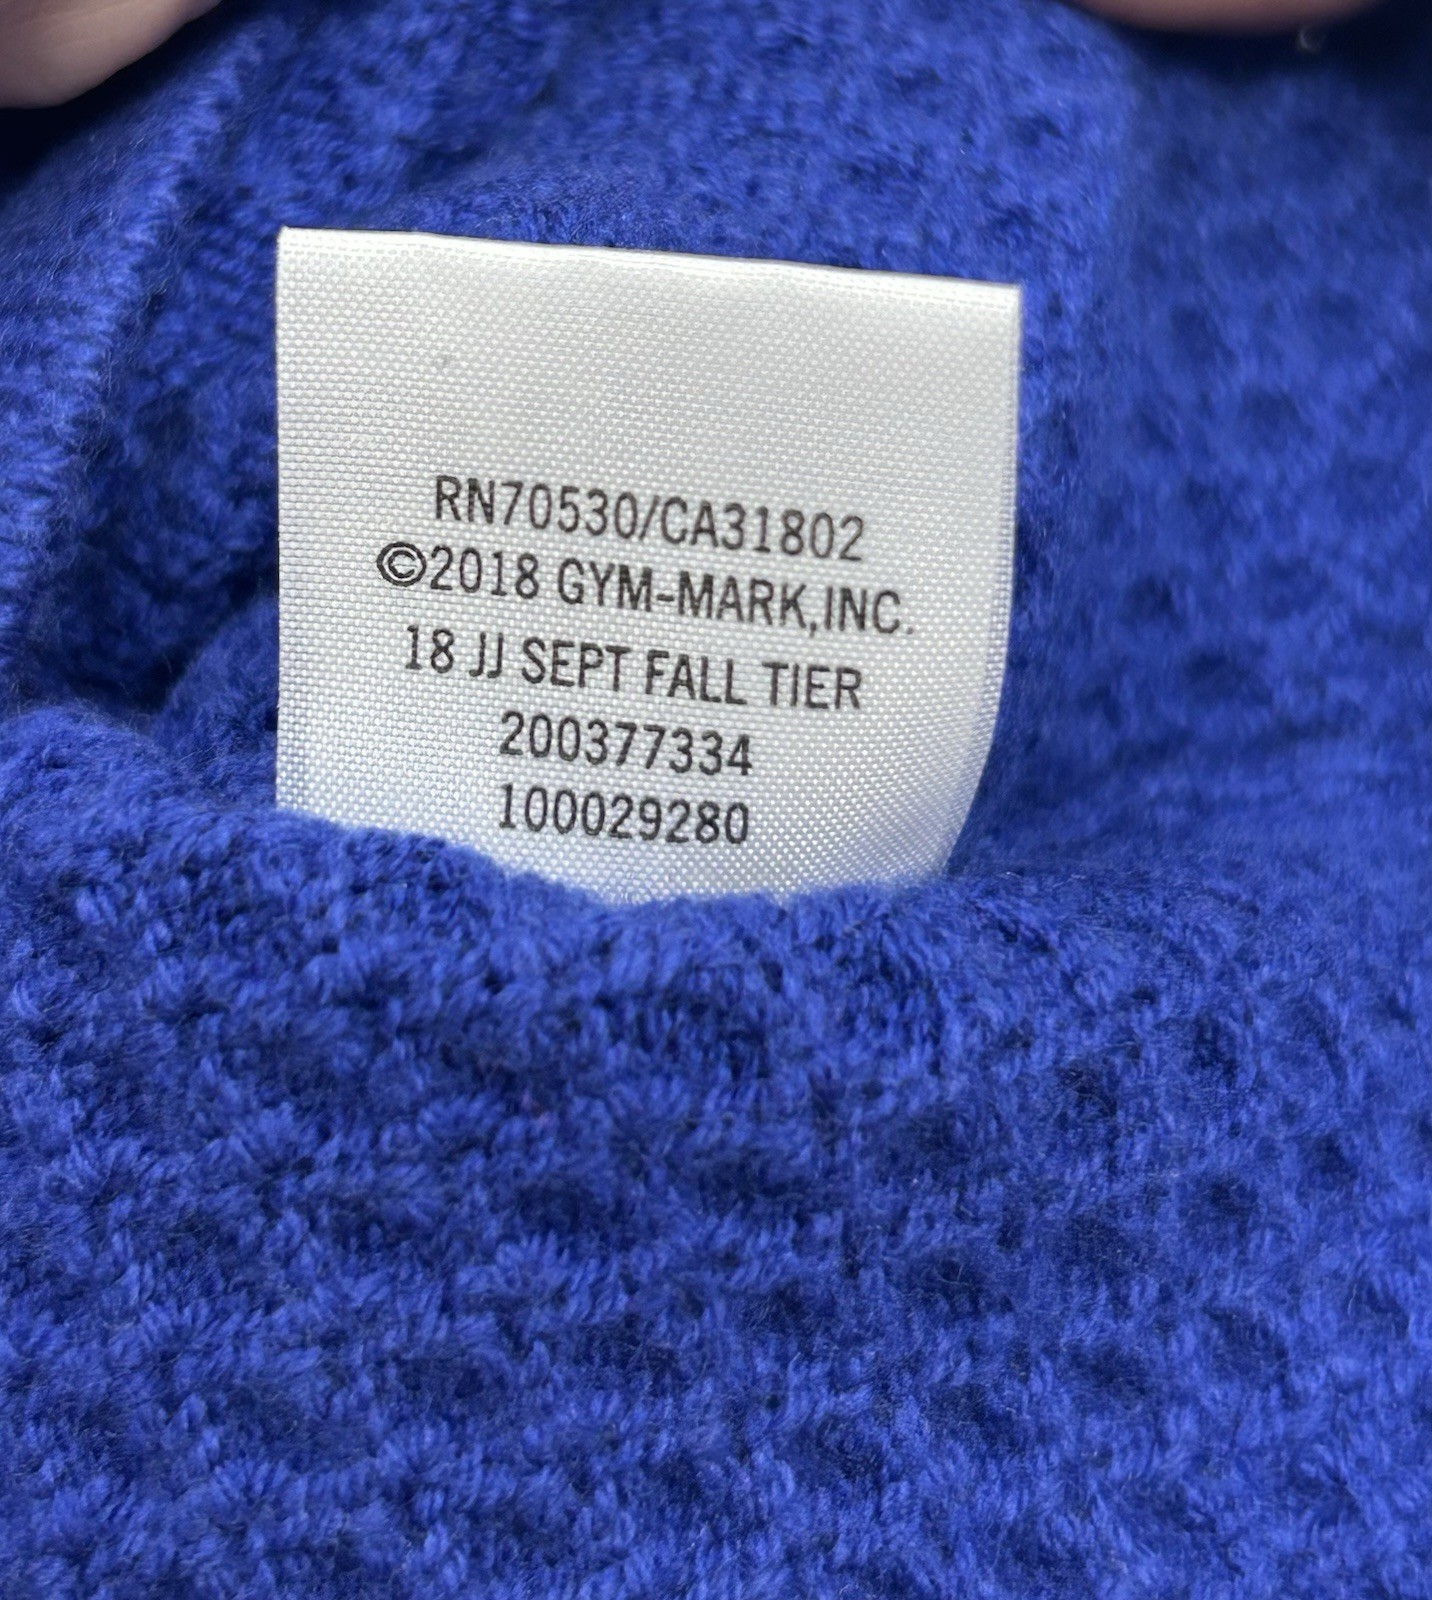 RN70530/CA31802
©2018 GYM-MARK,INC.
18 JJ SEPT FALL TIER
200377334
100029280